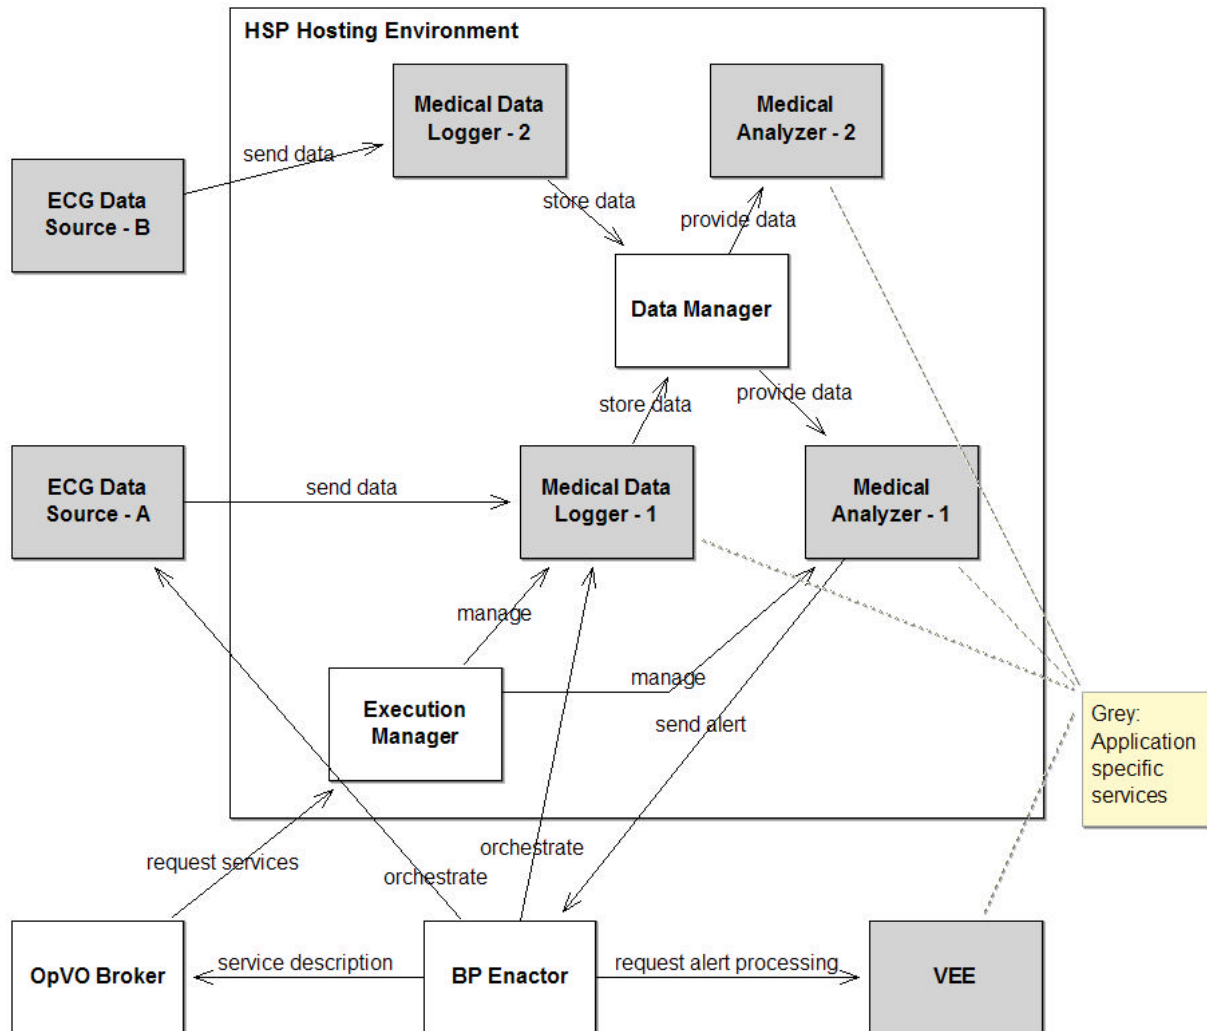 HSP Hosting Environment
Medical Data
Logger - 2
Medical
Analyzer - 2
send data
ECG Data
Source - B
store data
provide data
Data Manager
store data
provide data
ECG Data
Source - A
send data
Medical Data
Logger - 1
Medical
Analyzer - 1
manage
Execution
Manager
manage
send alert
Grey:
Application
specific
services
request services
orchestrate
orchestrate
OpVO Broker
service description
BP Enactor
request alert processing
VEE